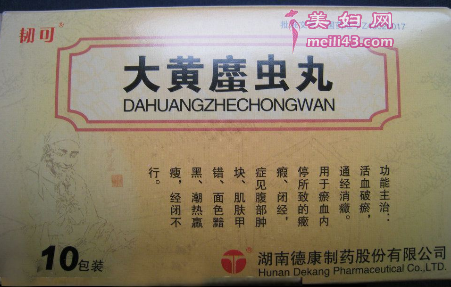 韧可
美妇网
meili43.com
大黄䗪虫丸
DAHUANGZHECHONGWAN
功能主治:
活血破瘀,
通经消癥。
用于瘀血内
停所致的癥
瘕、闭经,
症见腹部肿
块、肌肤甲
错、面色黯
黑、潮热羸
瘦,经闭不
行。
10包装
湖南德康制药股份有限公司
Hunan Dekang Pharmaceutical Co.,LTD.